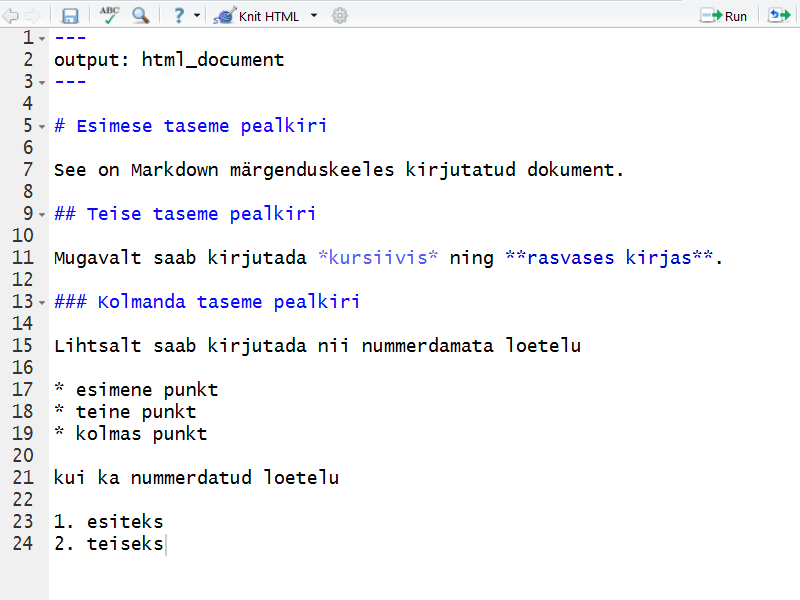 ABC ? Knit HTML Run
1 ---
2 output: html_document
3 ---
4
5 # Esimese taseme pealkiri
6
7 See on Markdown märgenduskeeles kirjutatud dokument.
8
9 ## Teise taseme pealkiri
10
11 Mugavalt saab kirjutada *kursiivis* ning **rasvases kirjas**.
12
13 ### Kolmanda taseme pealkiri
14
15 Lihtsalt saab kirjutada nii nummerdamata loetelu
16
17 * esimene punkt
18 * teine punkt
19 * kolmas punkt
20
21 kui ka nummerdatud loetelu
22
23 1. esiteks
24 2. teiseks